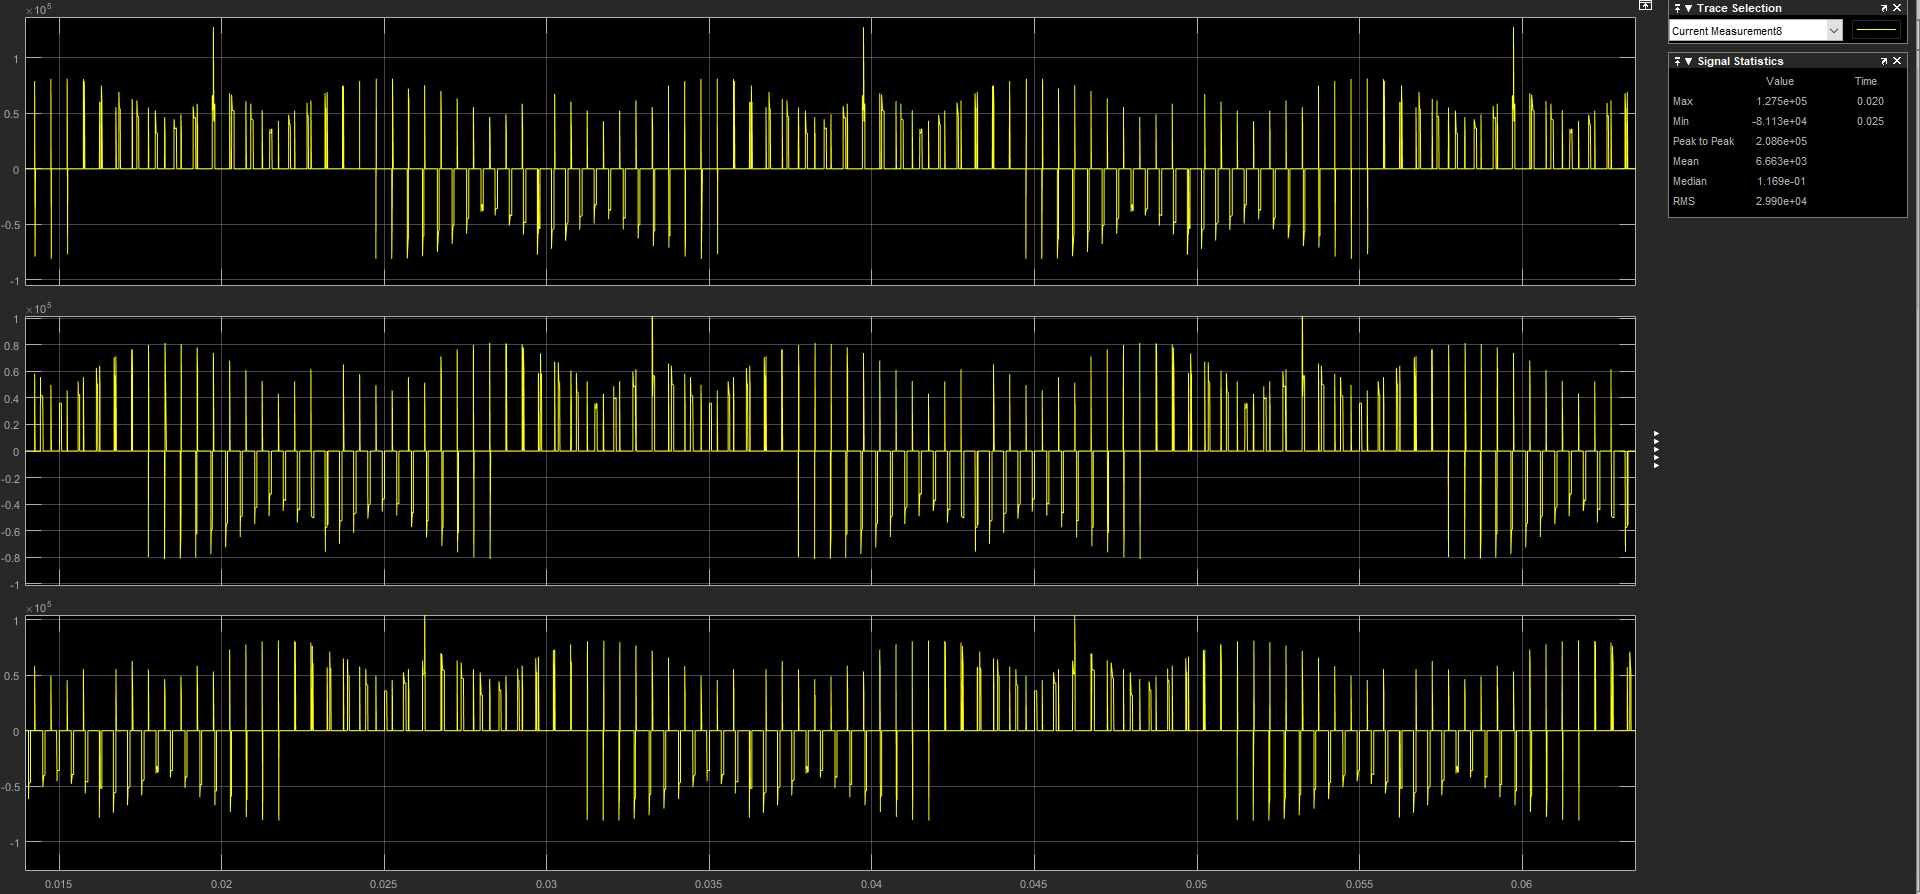 ×10⁵
1
0.5
0
-0.5
-1
×10⁵
1
0.8
0.6
0.4
0.2
0
-0.2
-0.4
-0.6
-0.8
-1
×10⁵
1
0.5
0
-0.5
-1
0.015 0.02 0.025 0.03 0.035 0.04 0.045 0.05 0.055 0.06
Trace Selection
Current Measurement8
Signal Statistics
Value Time
Max 1.275e+05 0.020
Min -8.113e+04 0.025
Peak to Peak 2.086e+05
Mean 6.663e+03
Median 1.169e-01
RMS 2.990e+04